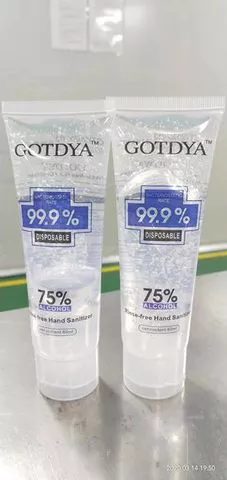 GOTDYA™
99.9%
DISPOSABLE
75%
ALCOHOL
Rinse-free Hand Sanitizer
GOTDYA™
RATE
99.9%
DISPOSABLE
75%
ALCOHOL
Rinse-free Hand Sanitizer
2020.03.14 19:50